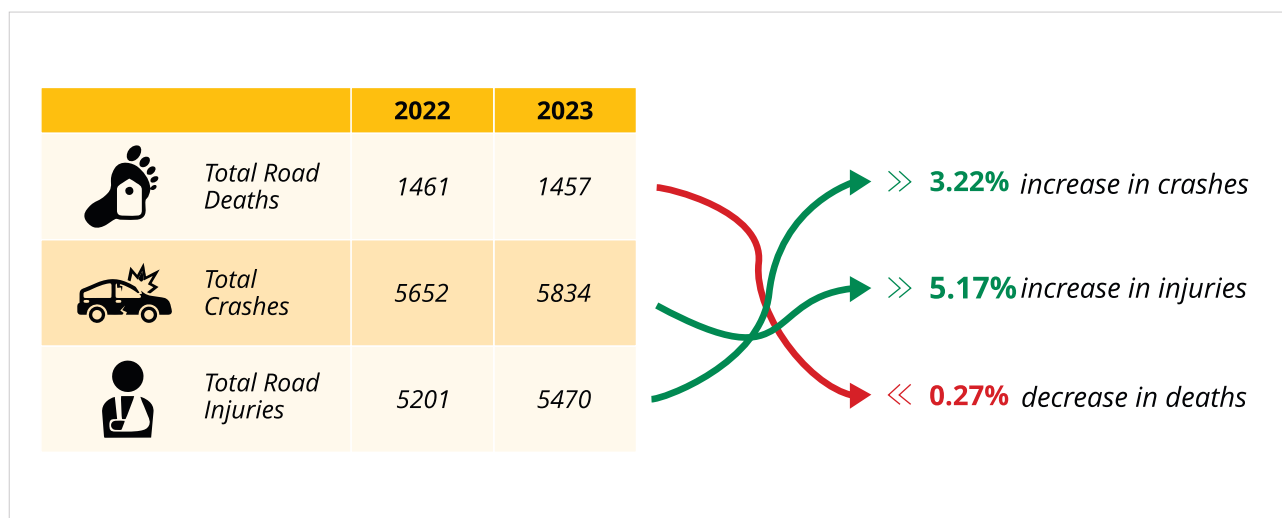 2022 2023
Total Road
Deaths
1461 1457
Total
Crashes
5652 5834
Total Road
Injuries
5201 5470
>> 3.22% increase in crashes
>> 5.17% increase in injuries
<< 0.27% decrease in deaths